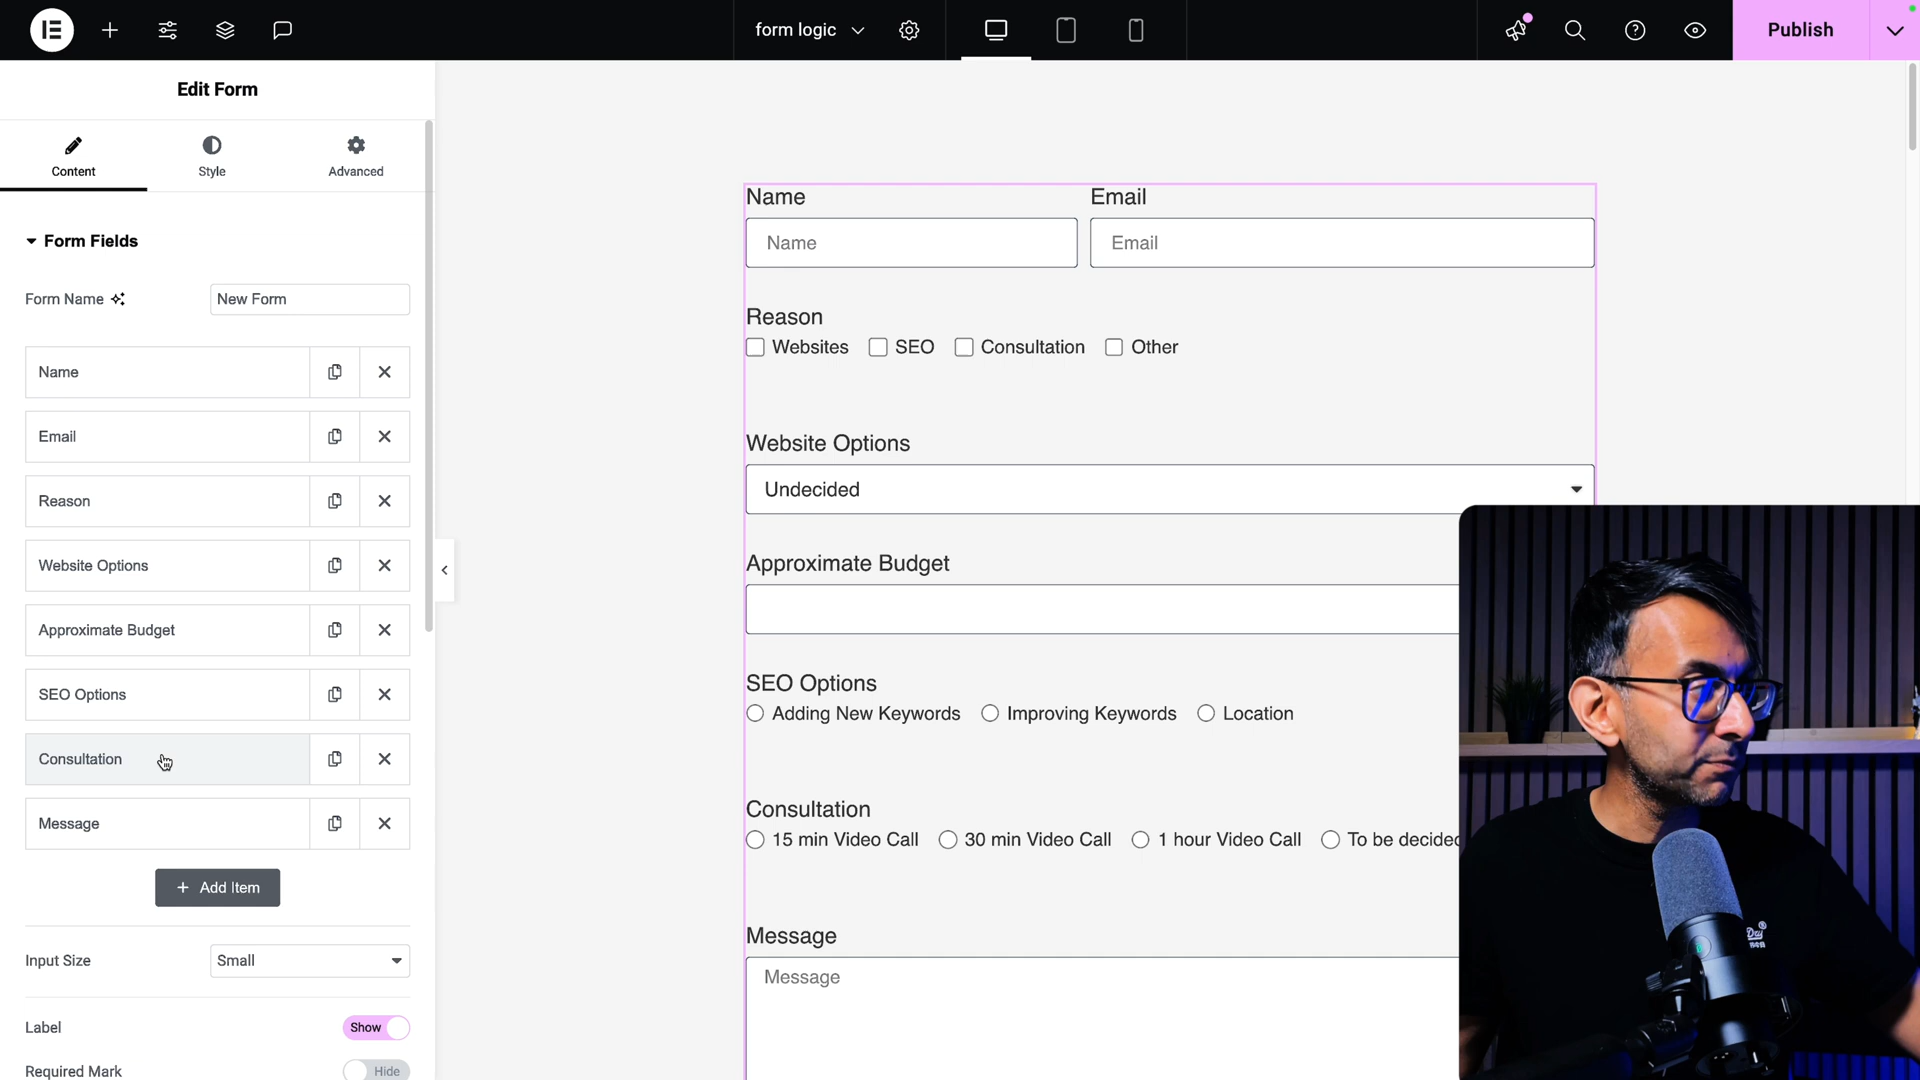 form logic
Publish
Edit Form
Content
Style
Advanced
Form Fields
Form Name
New Form
Name
Email
Reason
Website Options
Approximate Budget
SEO Options
Consultation
Message
+ Add Item
Input Size
Small
Label
Show
Required Mark
Hide
Name
Email
Name
Email
Reason
Websites
SEO
Consultation
Other
Website Options
Undecided
Approximate Budget
SEO Options
Adding New Keywords
Improving Keywords
Location
Consultation
15 min Video Call
30 min Video Call
1 hour Video Call
To be decided
Message
Message